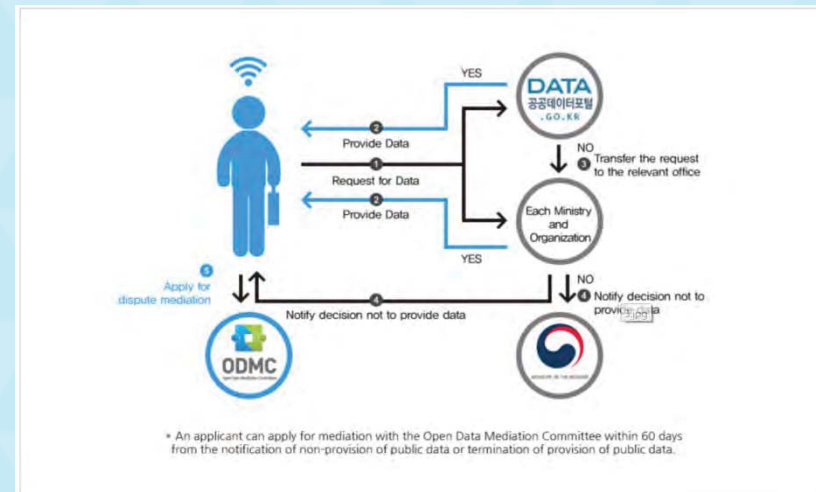 YES
DATA
공공데이터포털
.GO.KR
2
Provide Data
1
Request for Data
2
Provide Data
YES
NO
3 Transfer the request
to the relevant office
Each Ministry
and
Organization
5
Apply for
dispute mediation
4
Notify decision not to provide data
NO
4 Notify decision not to
provide data
3.jpg
ODMC
* An applicant can apply for mediation with the Open Data Mediation Committee within 60 days
from the notification of non-provision of public data or termination of provision of public data.